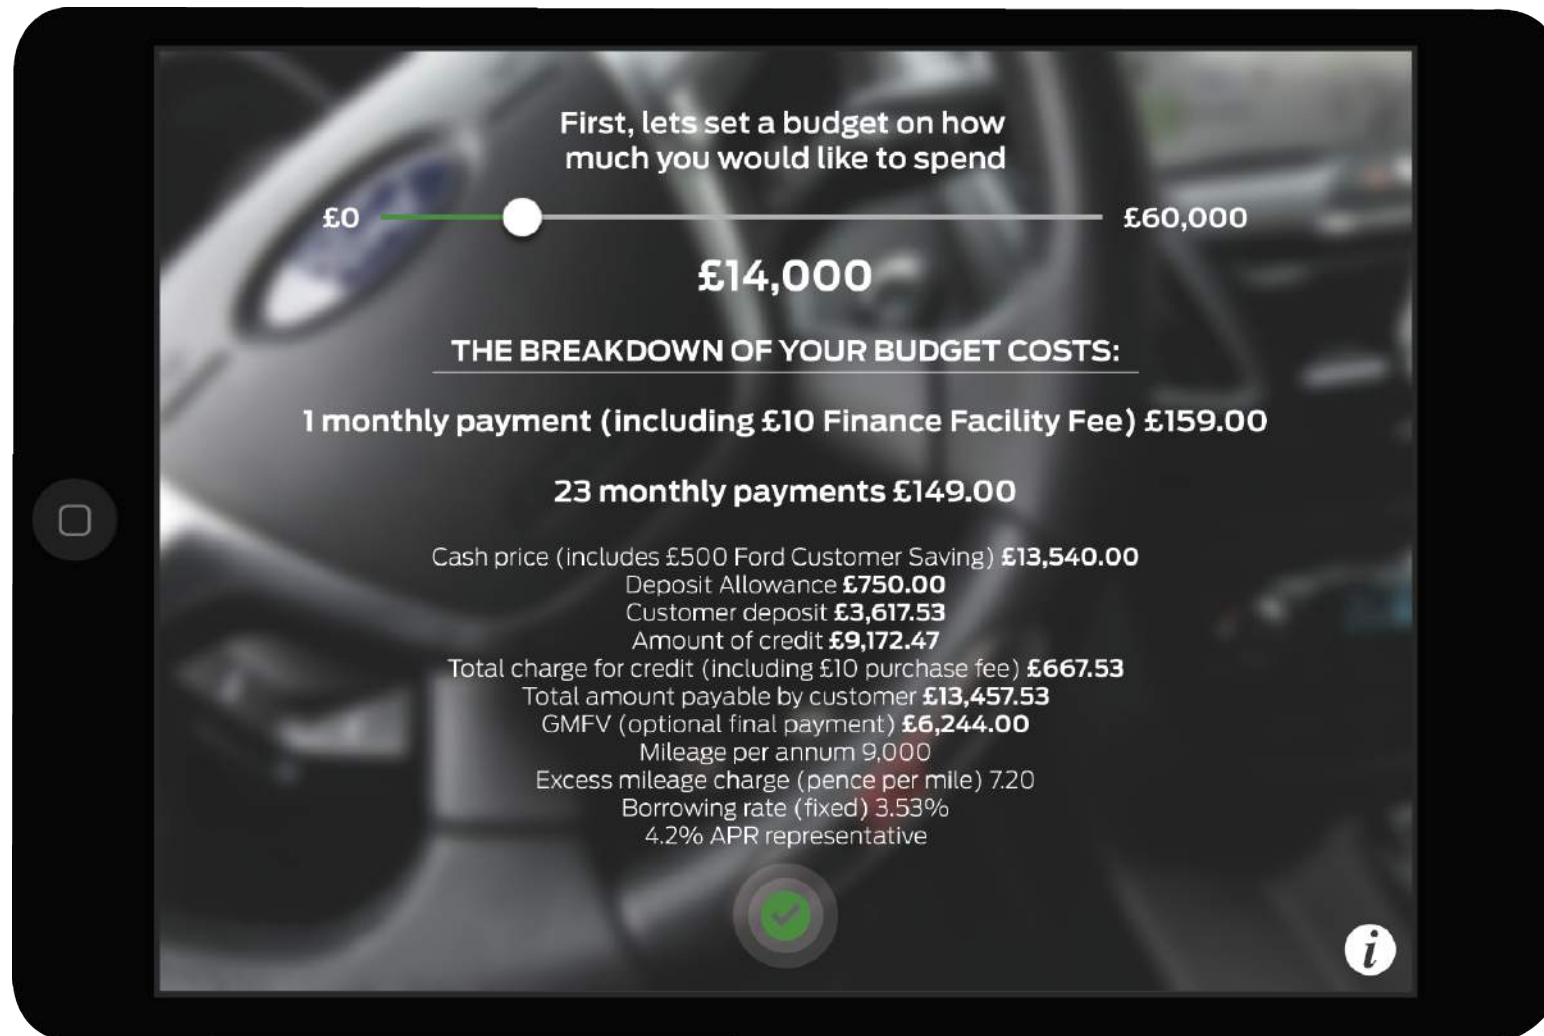 First, lets set a budget on how
much you would like to spend
£0 £60,000
£14,000
THE BREAKDOWN OF YOUR BUDGET COSTS:
1 monthly payment (including £10 Finance Facility Fee) £159.00
23 monthly payments £149.00
Cash price (includes £500 Ford Customer Saving) £13,540.00
Deposit Allowance £750.00
Customer deposit £3,617.53
Amount of credit £9,172.47
Total charge for credit (including £10 purchase fee) £667.53
Total amount payable by customer £13,457.53
GMFV (optional final payment) £6,244.00
Mileage per annum 9,000
Excess mileage charge (pence per mile) 7.20
Borrowing rate (fixed) 3.53%
4.2% APR representative
i